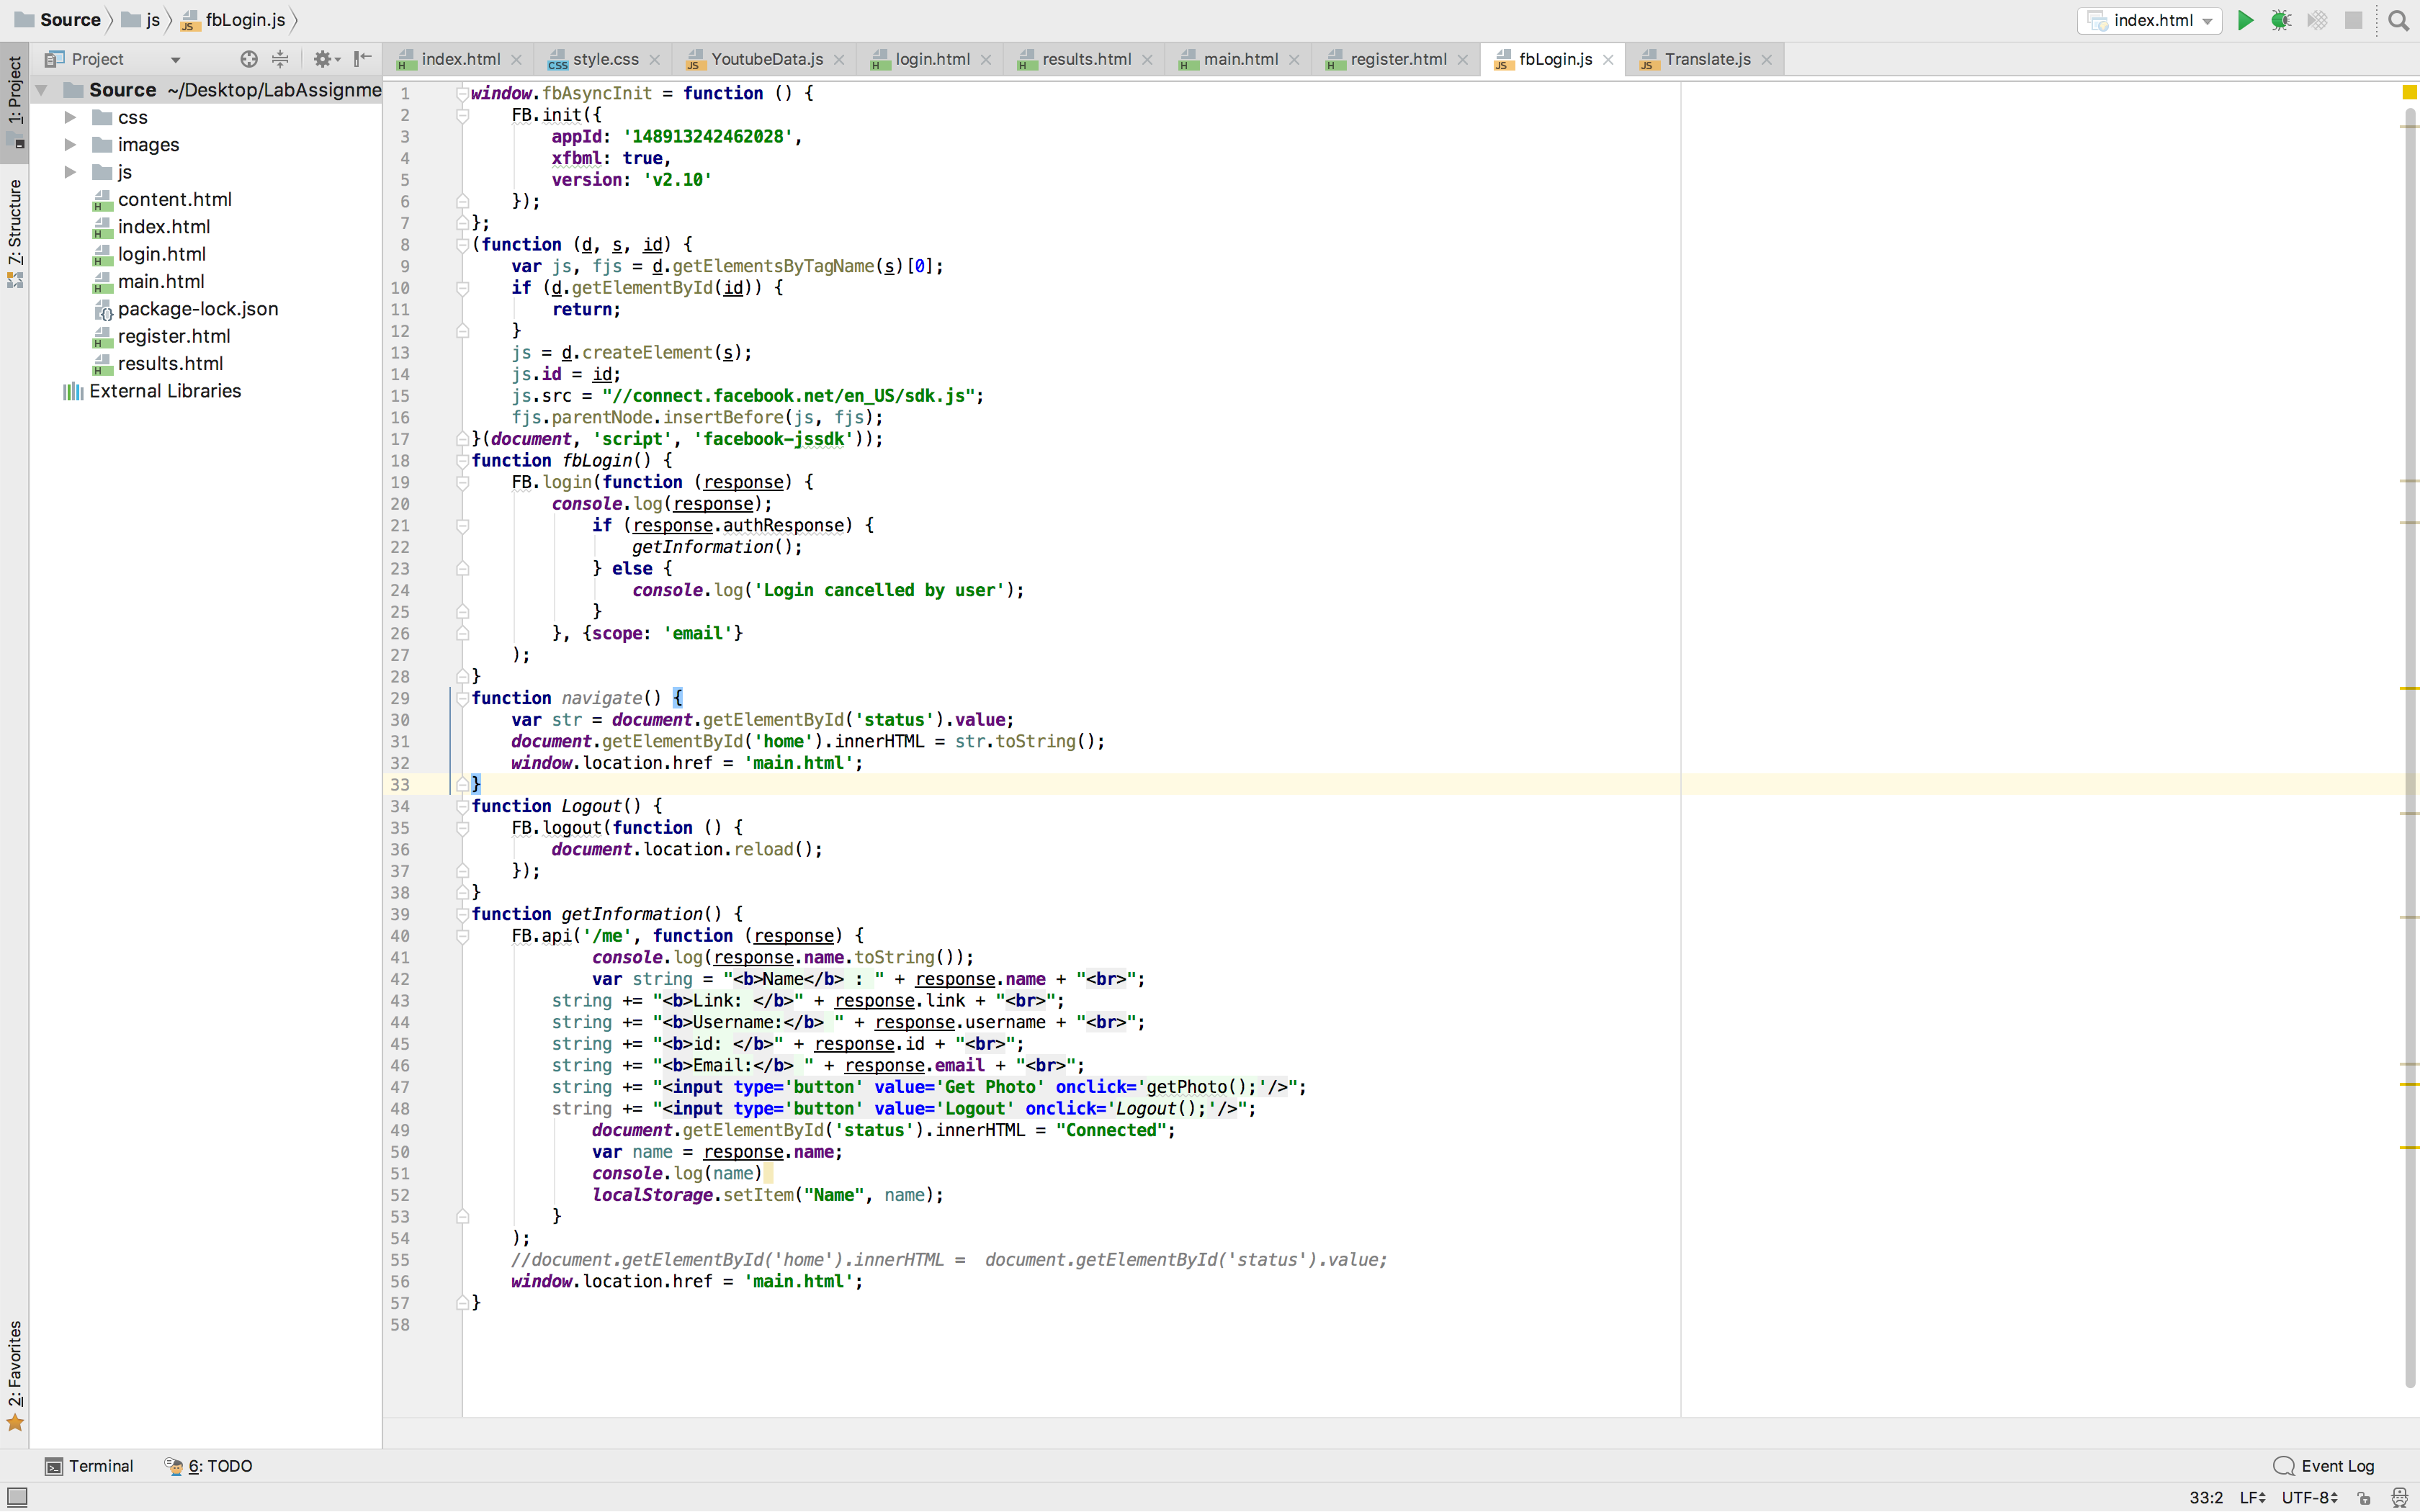 Source js fbLogin.js index.html
Project index.html style.css YoutubeData.js login.html results.html main.html register.html fbLogin.js Translate.js
1: Project
7: Structure
2: Favorites
Source ~/Desktop/LabAssignme
css
images
js
content.html
index.html
login.html
main.html
package-lock.json
register.html
results.html
External Libraries
1 window.fbAsyncInit = function () {
2     FB.init({
3         appId: '148913242462028',
4         xfbml: true,
5         version: 'v2.10'
6     });
7 };
8 (function (d, s, id) {
9     var js, fjs = d.getElementsByTagName(s)[0];
10     if (d.getElementById(id)) {
11         return;
12     }
13     js = d.createElement(s);
14     js.id = id;
15     js.src = "//connect.facebook.net/en_US/sdk.js";
16     fjs.parentNode.insertBefore(js, fjs);
17 }(document, 'script', 'facebook-jssdk'));
18 function fbLogin() {
19     FB.login(function (response) {
20         console.log(response);
21             if (response.authResponse) {
22                 getInformation();
23             } else {
24                 console.log('Login cancelled by user');
25             }
26         }, {scope: 'email'}
27     );
28 }
29 function navigate() {
30     var str = document.getElementById('status').value;
31     document.getElementById('home').innerHTML = str.toString();
32     window.location.href = 'main.html';
33 }
34 function Logout() {
35     FB.logout(function () {
36         document.location.reload();
37     });
38 }
39 function getInformation() {
40     FB.api('/me', function (response) {
41             console.log(response.name.toString());
42             var string = "<b>Name</b> : " + response.name + "<br>";
43         string += "<b>Link: </b>" + response.link + "<br>";
44         string += "<b>Username:</b> " + response.username + "<br>";
45         string += "<b>id: </b>" + response.id + "<br>";
46         string += "<b>Email:</b> " + response.email + "<br>";
47         string += "<input type='button' value='Get Photo' onclick='getPhoto();'/>";
48         string += "<input type='button' value='Logout' onclick='Logout();'/>";
49             document.getElementById('status').innerHTML = "Connected";
50             var name = response.name;
51             console.log(name)
52             localStorage.setItem("Name", name);
53         }
54     );
55     //document.getElementById('home').innerHTML =  document.getElementById('status').value;
56     window.location.href = 'main.html';
57 }
58
Terminal 6: TODO Event Log
33:2 LF UTF-8